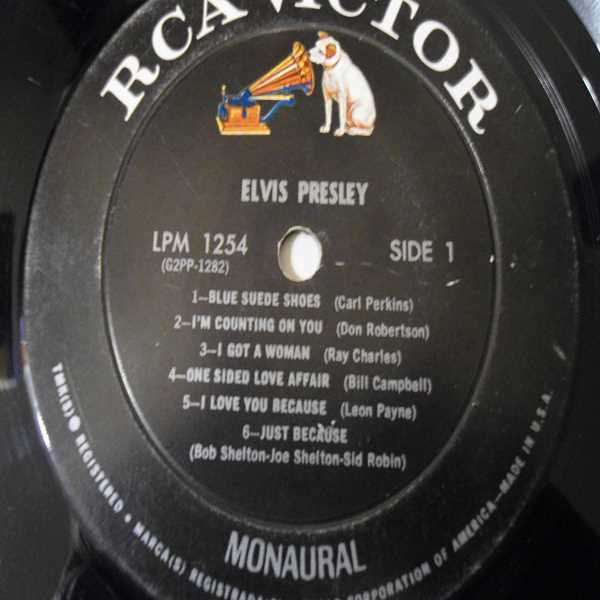 RCA VICTOR
ELVIS PRESLEY
LPM 1254 SIDE 1
(G2PP-1282)
1—BLUE SUEDE SHOES (Carl Perkins)
2—I'M COUNTING ON YOU (Don Robertson)
3—I GOT A WOMAN (Ray Charles)
4—ONE SIDED LOVE AFFAIR (Bill Campbell)
5—I LOVE YOU BECAUSE (Leon Payne)
6—JUST BECAUSE
(Bob Shelton-Joe Shelton-Sid Robin)
MONAURAL
TMK(S) ® REGISTERED • MARCA(S) REGISTRADA(S) CORPORATION OF AMERICA—MADE IN U.S.A.